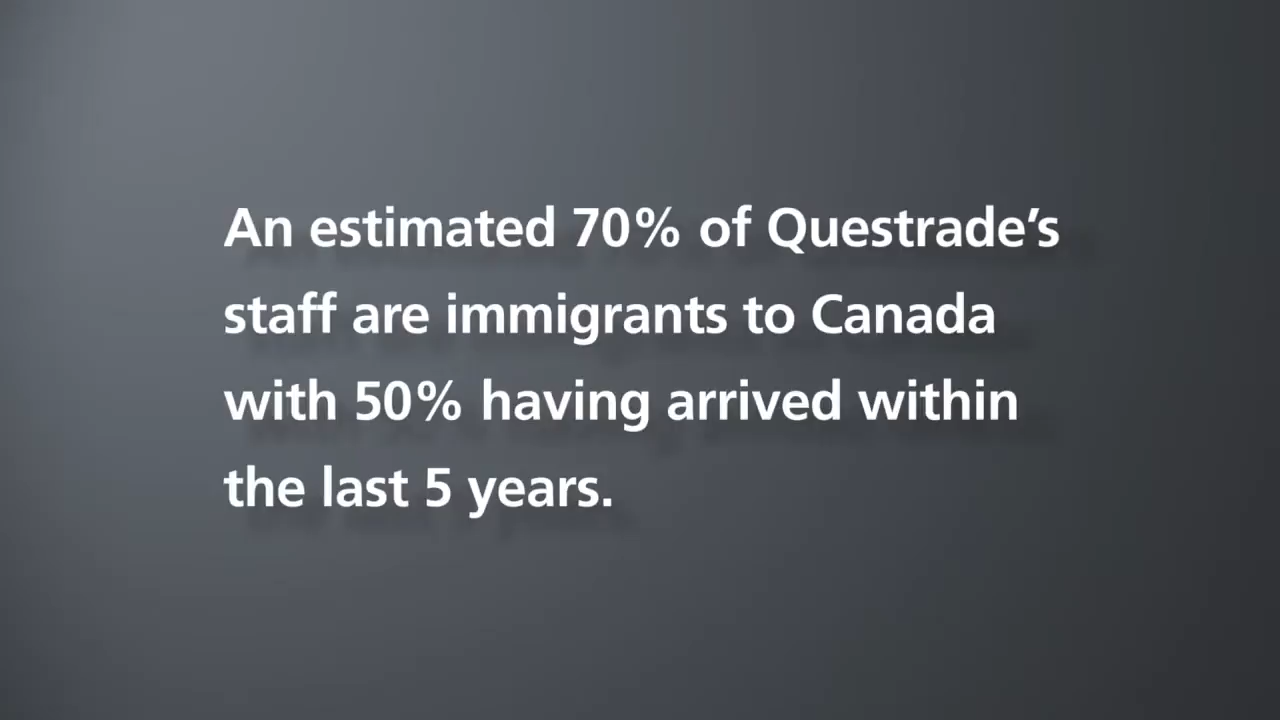 An estimated 70% of Questrade’s
staff are immigrants to Canada
with 50% having arrived within
the last 5 years.